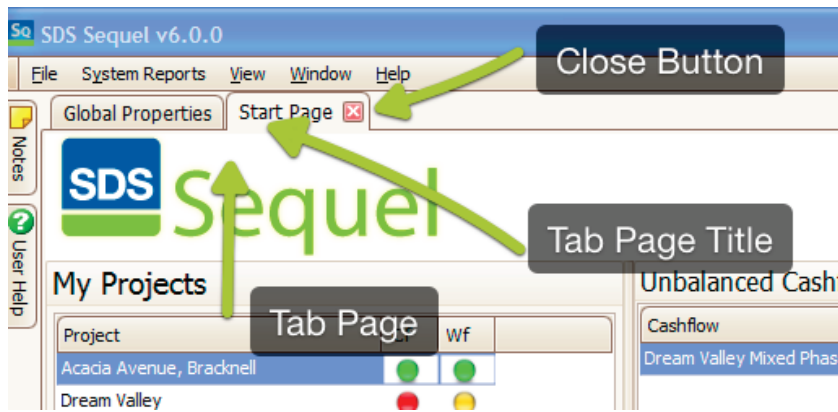 Sq SDS Sequel v6.0.0
File System Reports View Window Help
Close Button
Global Properties Start Page
Notes
User Help
SDS Sequel
Tab Page Title
My Projects
Unbalanced Cashf
Tab Page
Project Wf
Cashflow
Acacia Avenue, Bracknell
Dream Valley Mixed Phas
Dream Valley